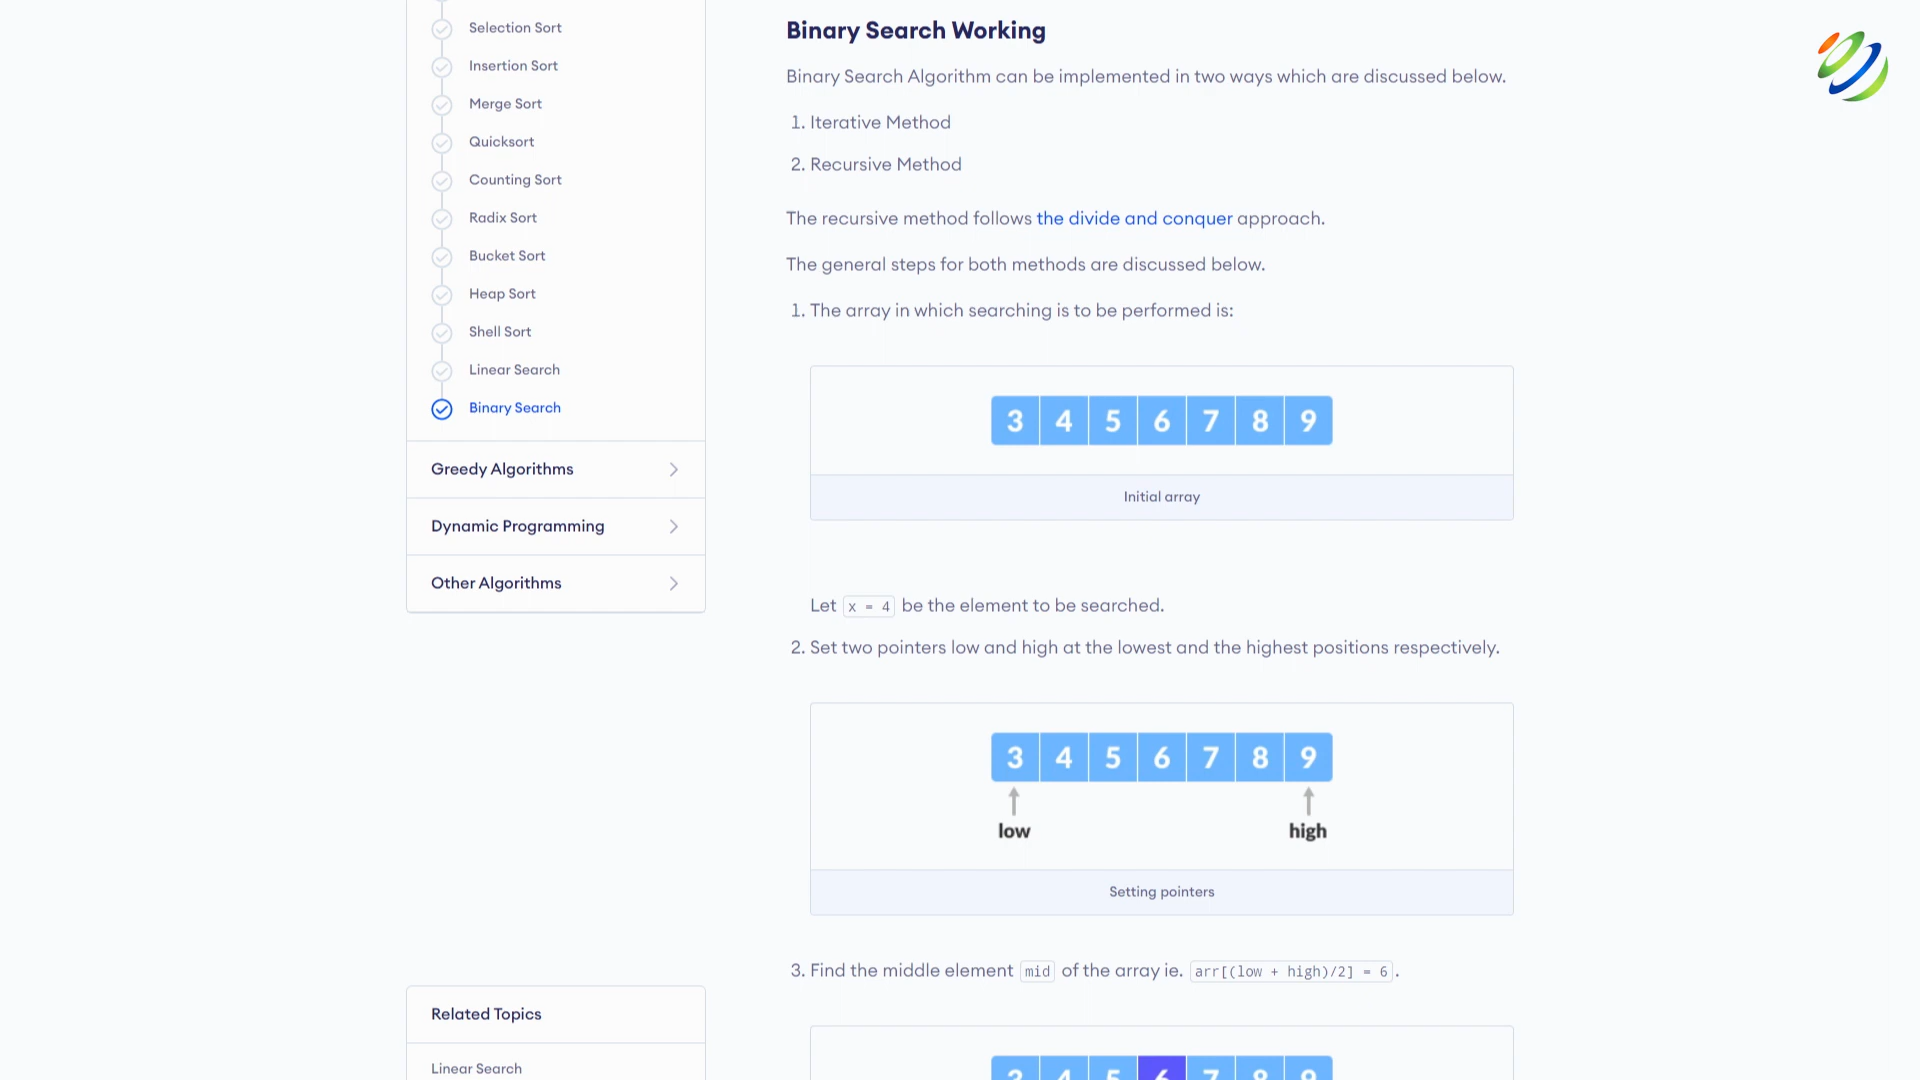 Selection Sort
Insertion Sort
Merge Sort
Quicksort
Counting Sort
Radix Sort
Bucket Sort
Heap Sort
Shell Sort
Linear Search
Binary Search
Greedy Algorithms
Dynamic Programming
Other Algorithms
Related Topics
Linear Search
Binary Search Working
Binary Search Algorithm can be implemented in two ways which are discussed below.
1. Iterative Method
2. Recursive Method
The recursive method follows the divide and conquer approach.
The general steps for both methods are discussed below.
1. The array in which searching is to be performed is:
3 4 5 6 7 8 9
Initial array
Let x = 4 be the element to be searched.
2. Set two pointers low and high at the lowest and the highest positions respectively.
3 4 5 6 7 8 9
low high
Setting pointers
3. Find the middle element mid of the array ie. arr[(low + high)/2] = 6.
3 4 5 6 7 8 9